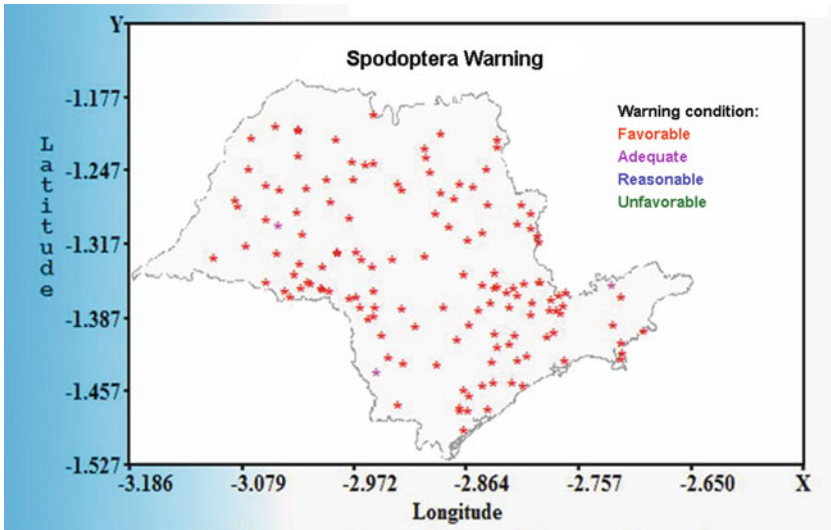 Y
Spodoptera Warning
-1.177
Warning condition:
Favorable
Adequate
Reasonable
Unfavorable
-1.247
Latitude
-1.317
-1.387
-1.457
-1.527
-3.186 -3.079 -2.972 -2.864 -2.757 -2.650 X
Longitude